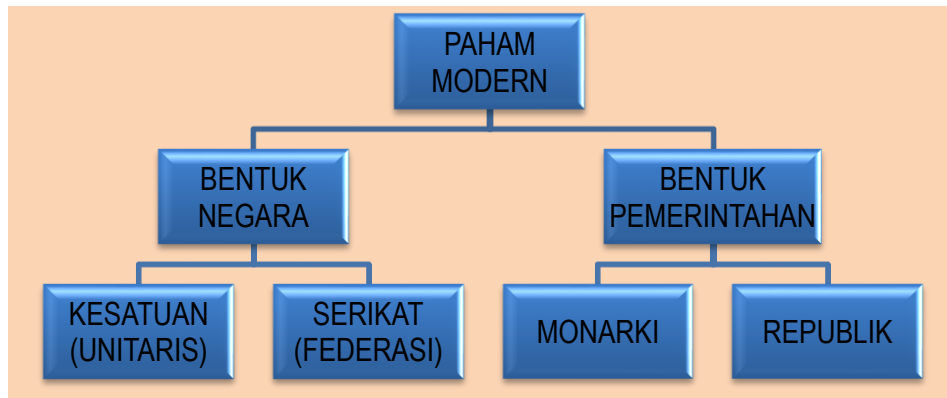 PAHAM
MODERN
BENTUK
NEGARA
BENTUK
PEMERINTAHAN
KESATUAN
(UNITARIS)
SERIKAT
(FEDERASI)
MONARKI
REPUBLIK